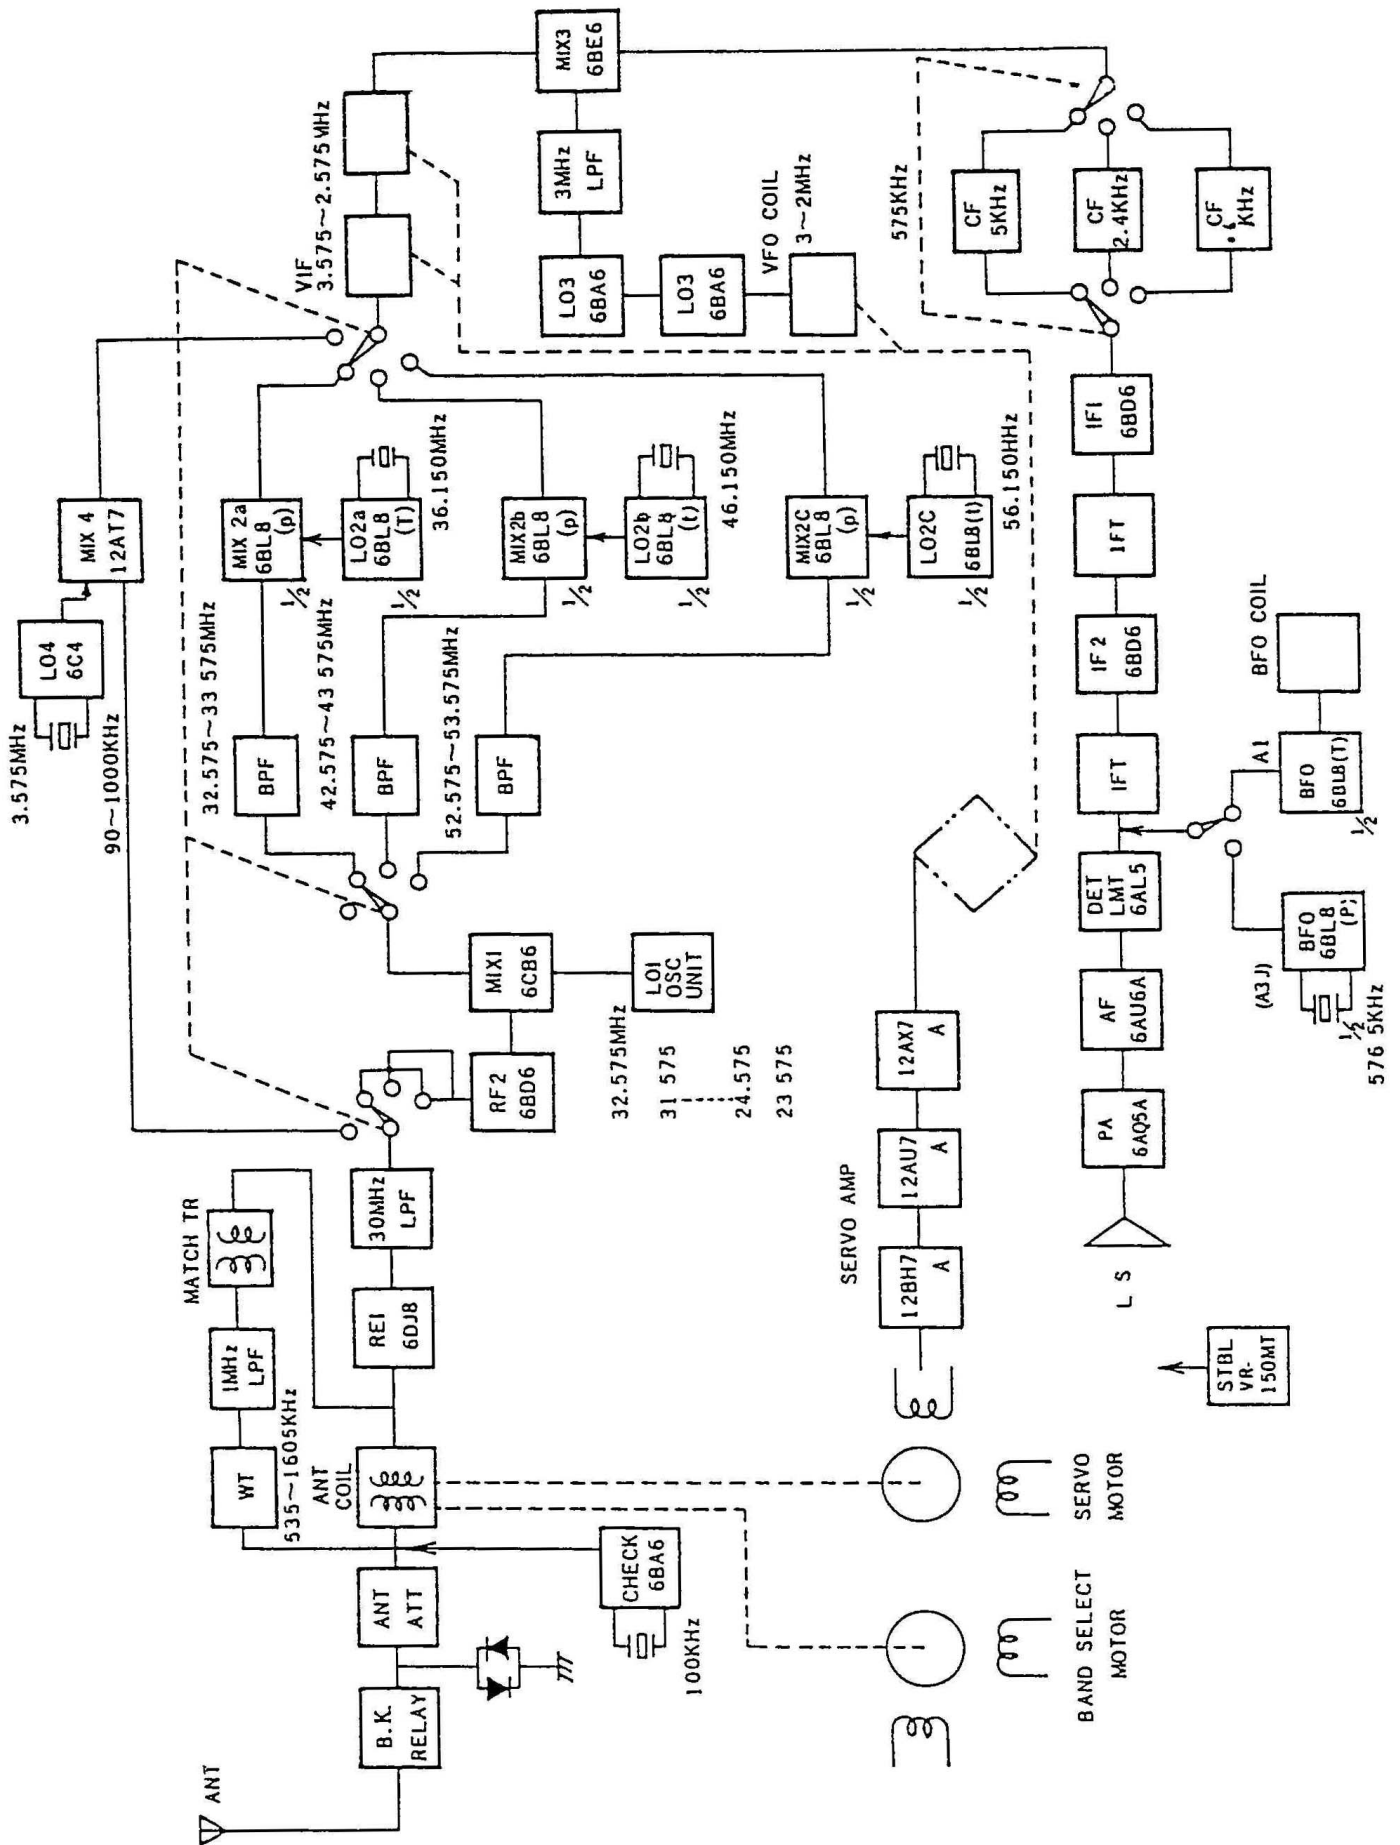 ANT
B.K.
RELAY
ANT
ATT
CHECK
6BA6
100KHz
WT
535~1605KHz
ANT
COIL
1MHz
LPF
MATCH TR
REI
6DJ8
30MHz
LPF
RF2
6BD6
MIX1
6CB6
LO1
OSC
UNIT
32.575MHz
31 575
24.575
23 575
3.575MHz
LO4
6C4
90~1000KHz
MIX 4
12AT7
BPF
32.575~33 575MHz
BPF
42.575~43 575MHz
BPF
52.575~53.575MHz
MIX 2a
6BL8
(p)
1/2
LO2a
6BL8
(T)
1/2
36.150MHz
MIX2b
6BL8
(p)
1/2
LO2b
6BL8
(t)
1/2
46.150MHz
MIX2C
6BL8
(p)
1/2
LO2C
6BL8(t)
1/2
56.150HHz
VIF
3.575~2.575MHz
MIX3
6BE6
3MHz
LPF
LO3
6BA6
LO3
6BA6
VFO COIL
3~2MHz
575KHz
CF
5KHz
CF
2.4KHz
CF
.6
KHz
IF1
6BD6
IFT
IF2
6BD6
IFT
DET
LMT
6AL5
AF
6AU6A
PA
6AQ5A
L S
A1
BFO
6BL8(T)
1/2
BFO COIL
(A3J)
BFO
6BL8
(P)
1/2
576 5KHz
SERVO AMP
12BH7
A
12AU7
A
12AX7
A
SERVO
MOTOR
BAND SELECT
MOTOR
STBL
VR-
150MT